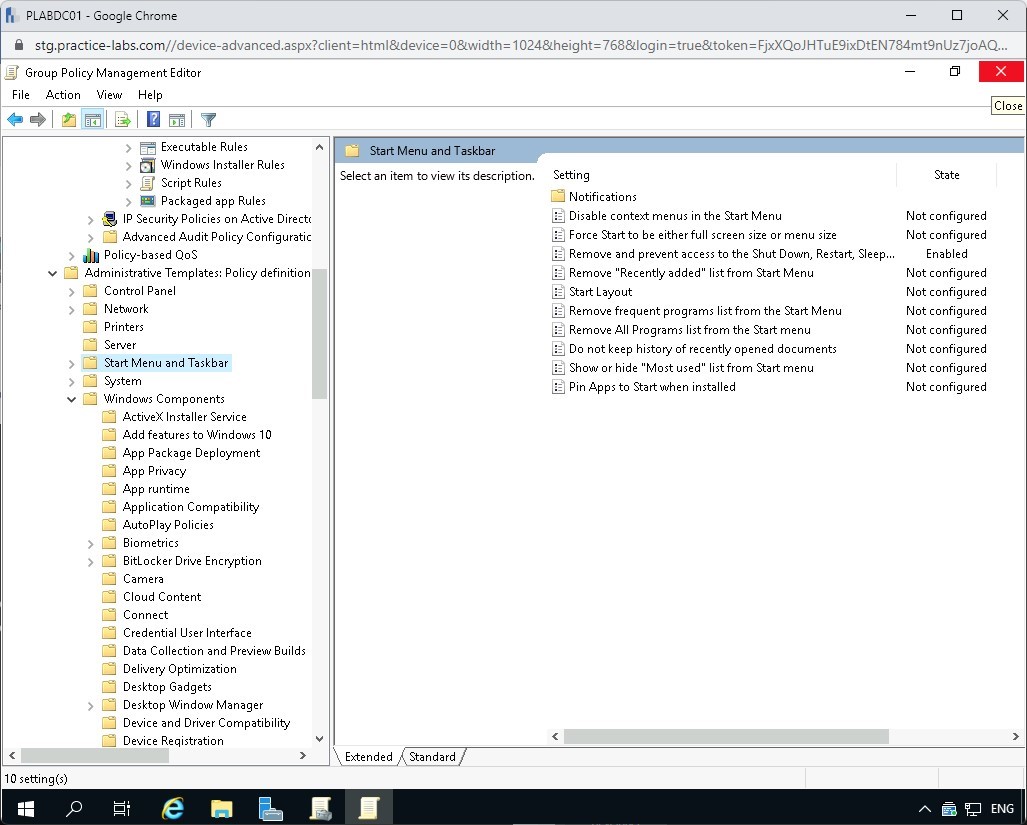 PLABDC01 - Google Chrome
stg.practice-labs.com//device-advanced.aspx?client=html&device=0&width=1024&height=768&login=true&token=FjxXQoJHTuE9ixDtEN784mt9nUz7joAQ...
Group Policy Management Editor
File Action View Help
Close
Executable Rules
Windows Installer Rules
Script Rules
Packaged app Rules
IP Security Policies on Active Directo
Advanced Audit Policy Configuratic
Policy-based QoS
Administrative Templates: Policy definition
Control Panel
Network
Printers
Server
Start Menu and Taskbar
System
Windows Components
ActiveX Installer Service
Add features to Windows 10
App Package Deployment
App Privacy
App runtime
Application Compatibility
AutoPlay Policies
Biometrics
BitLocker Drive Encryption
Camera
Cloud Content
Connect
Credential User Interface
Data Collection and Preview Builds
Delivery Optimization
Desktop Gadgets
Desktop Window Manager
Device and Driver Compatibility
Device Registration
Start Menu and Taskbar
Select an item to view its description.
Setting State
Notifications
Disable context menus in the Start Menu Not configured
Force Start to be either full screen size or menu size Not configured
Remove and prevent access to the Shut Down, Restart, Sleep... Enabled
Remove "Recently added" list from Start Menu Not configured
Start Layout Not configured
Remove frequent programs list from the Start Menu Not configured
Remove All Programs list from the Start menu Not configured
Do not keep history of recently opened documents Not configured
Show or hide "Most used" list from Start menu Not configured
Pin Apps to Start when installed Not configured
Extended Standard
10 setting(s)
ENG